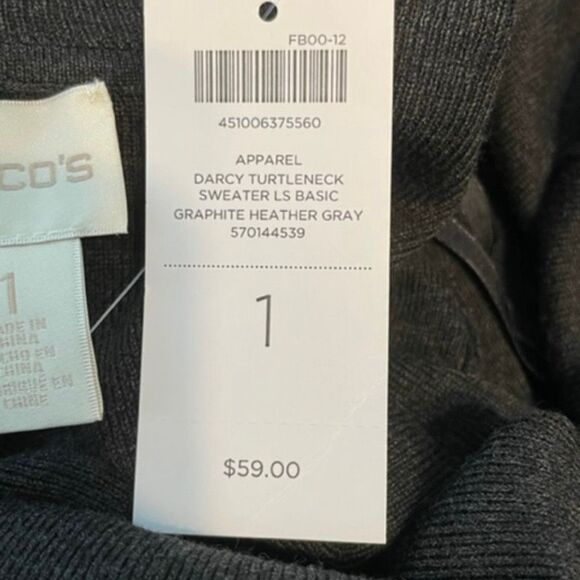 CO'S
1
ADE IN
HINA
CHO EN
CHINA
RIQUÉ EN
CHINE
FB00-12
451006375560
APPAREL
DARCY TURTLENECK
SWEATER LS BASIC
GRAPHITE HEATHER GRAY
570144539
1
$59.00